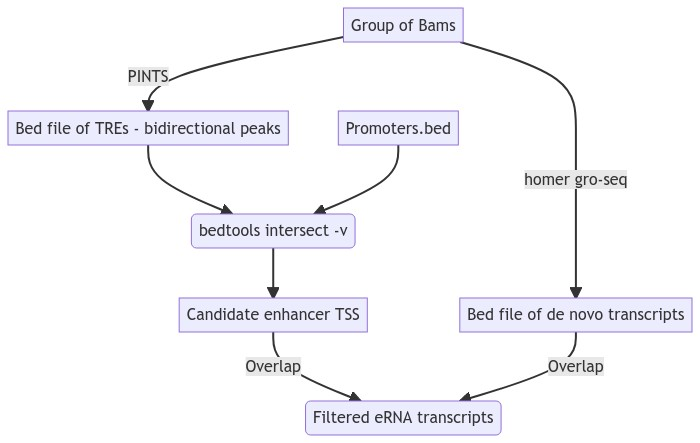 Group of Bams
PINTS
Bed file of TREs - bidirectional peaks
Promoters.bed
homer gro-seq
bedtools intersect -v
Candidate enhancer TSS
Bed file of de novo transcripts
Overlap
Overlap
Filtered eRNA transcripts